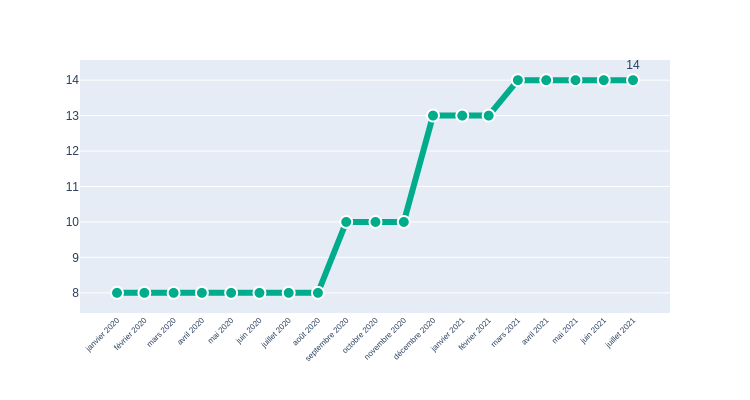 14
14
13
12
11
10
9
8
janvier 2020
février 2020
mars 2020
avril 2020
mai 2020
juin 2020
juillet 2020
août 2020
septembre 2020
octobre 2020
novembre 2020
décembre 2020
janvier 2021
février 2021
mars 2021
avril 2021
mai 2021
juin 2021
juillet 2021